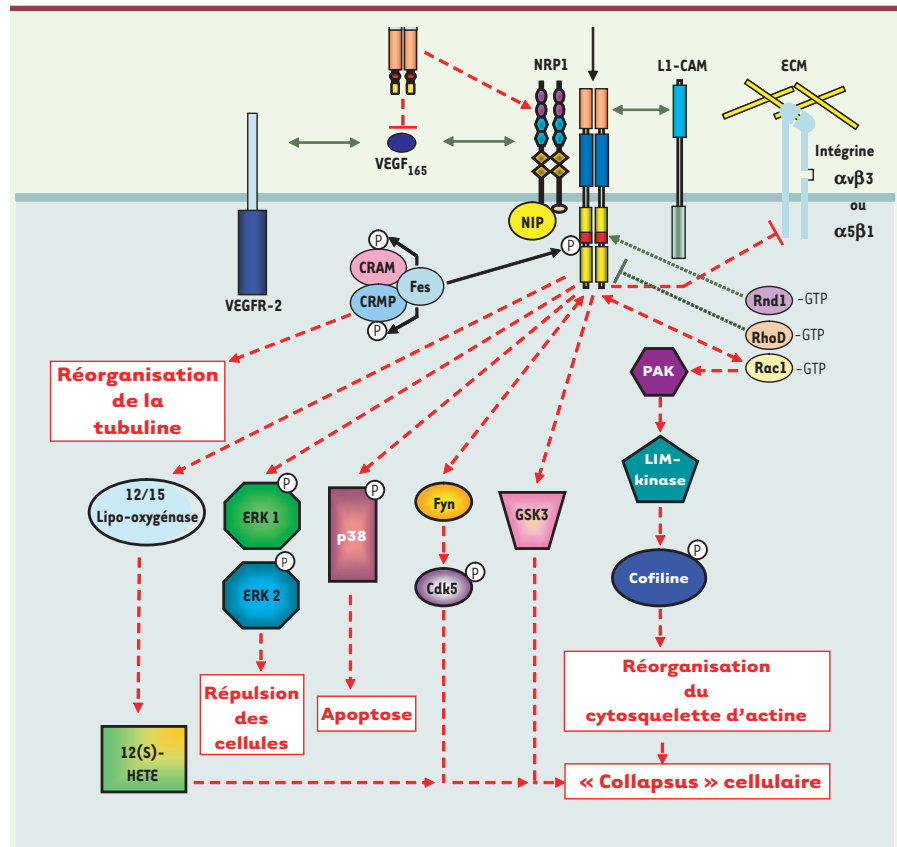 NRP1
L1-CAM
ECM
VEGF165
Intégrine
αvβ3
ou
α5β1
NIP
P
P
CRAM
Fes
CRMP
P
VEGFR-2
Rnd1 -GTP
RhoD -GTP
Rac1 -GTP
PAK
Réorganisation
de la
tubuline
LIM-
kinase
12/15
Lipo-oxygénase
P
ERK 1
P
p38
Fyn
GSK3
P
ERK 2
P
Cdk5
P
Cofiline
Répulsion
des
cellules
Apoptose
Réorganisation
du
cytosquelette d'actine
12(S)-
HETE
« Collapsus » cellulaire